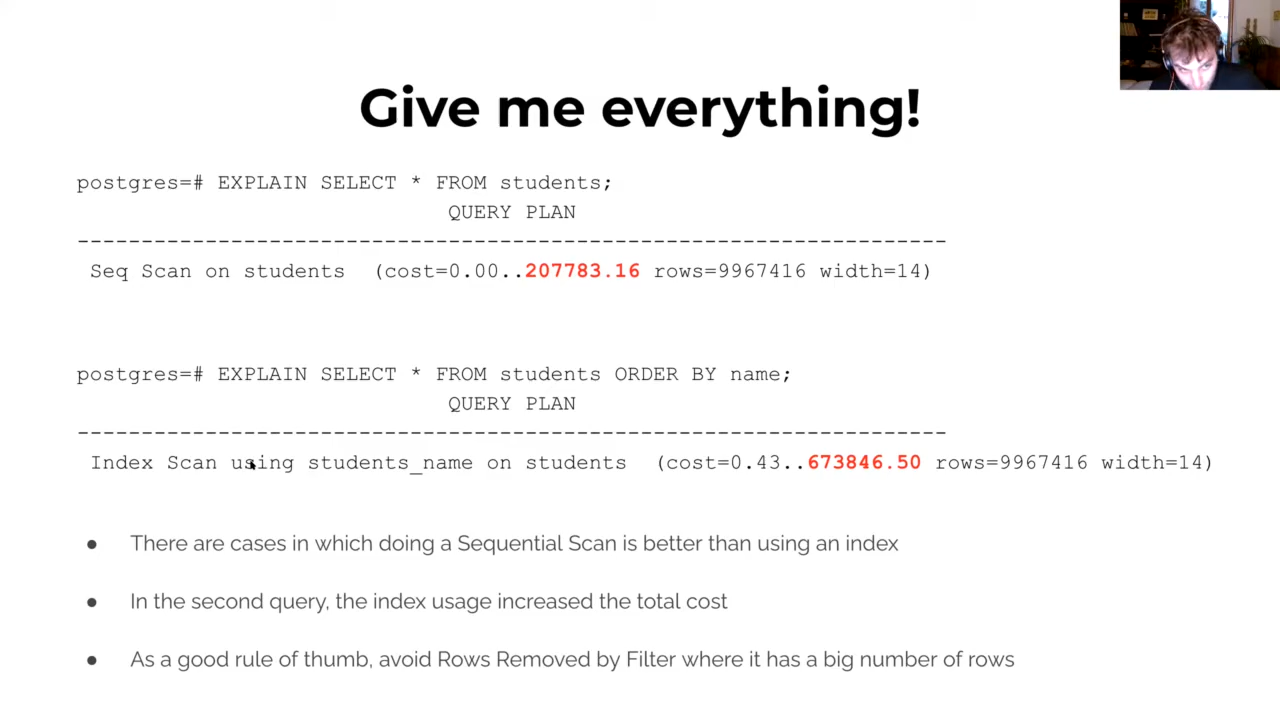 Give me everything!
postgres=# EXPLAIN SELECT * FROM students;
QUERY PLAN
--------------------------------------------------------------------
Seq Scan on students (cost=0.00..207783.16 rows=9967416 width=14)
postgres=# EXPLAIN SELECT * FROM students ORDER BY name;
QUERY PLAN
--------------------------------------------------------------------
Index Scan using students_name on students (cost=0.43..673846.50 rows=9967416 width=14)
● There are cases in which doing a Sequential Scan is better than using an index
● In the second query, the index usage increased the total cost
● As a good rule of thumb, avoid Rows Removed by Filter where it has a big number of rows